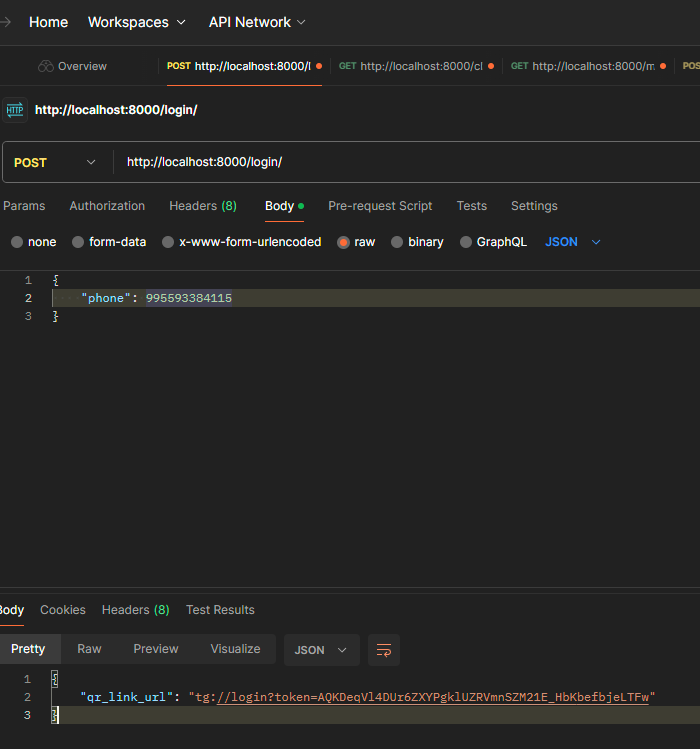 Home Workspaces API Network
Overview POST http://localhost:8000/l GET http://localhost:8000/cl GET http://localhost:8000/m POS
HTTP http://localhost:8000/login/
POST http://localhost:8000/login/
Params Authorization Headers (8) Body Pre-request Script Tests Settings
none form-data x-www-form-urlencoded raw binary GraphQL JSON
1 {
2 "phone": 995593384115
3 }
Body Cookies Headers (8) Test Results
Pretty Raw Preview Visualize JSON
1 {
2 "qr_link_url": "tg://login?token=AQKDeqVl4DUr6ZXYPgklUZRVmnSZM21E_HbKbefbjeLTFw"
3 }